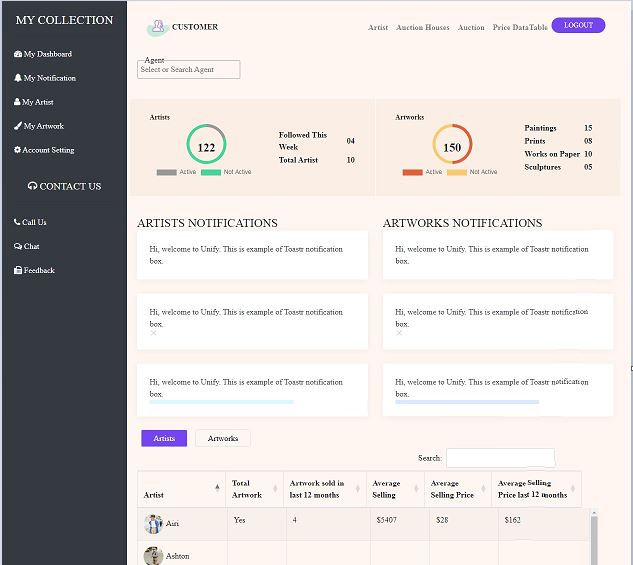 MY COLLECTION
My Dashboard
My Notification
My Artist
My Artwork
Account Setting
CONTACT US
Call Us
Chat
Feedback
CUSTOMER
Artist Auction Houses Auction Price DataTable LOGOUT
Agent
Select or Search Agent
Artists
122
Active Not Active
Followed This
Week 04
Total Artist 10
Artworks
150
Active Not Active
Paintings 15
Prints 08
Works on Paper 10
Sculptures 05
ARTISTS NOTIFICATIONS
Hi, welcome to Unify. This is example of Toastr notification
box.
Hi, welcome to Unify. This is example of Toastr notification
box.
×
Hi, welcome to Unify. This is example of Toastr notification
box.
ARTWORKS NOTIFICATIONS
Hi, welcome to Unify. This is example of Toastr notification
box.
Hi, welcome to Unify. This is example of Toastr notification
box.
×
Hi, welcome to Unify. This is example of Toastr notification
box.
Artists Artworks
Search:
Artist
Total
Artwork
Artwork sold in
last 12 months
Average
Selling
Average
Selling Price
Average Selling
Price last 12 months
Airi Yes 4 $5407 $28 $162
Ashton